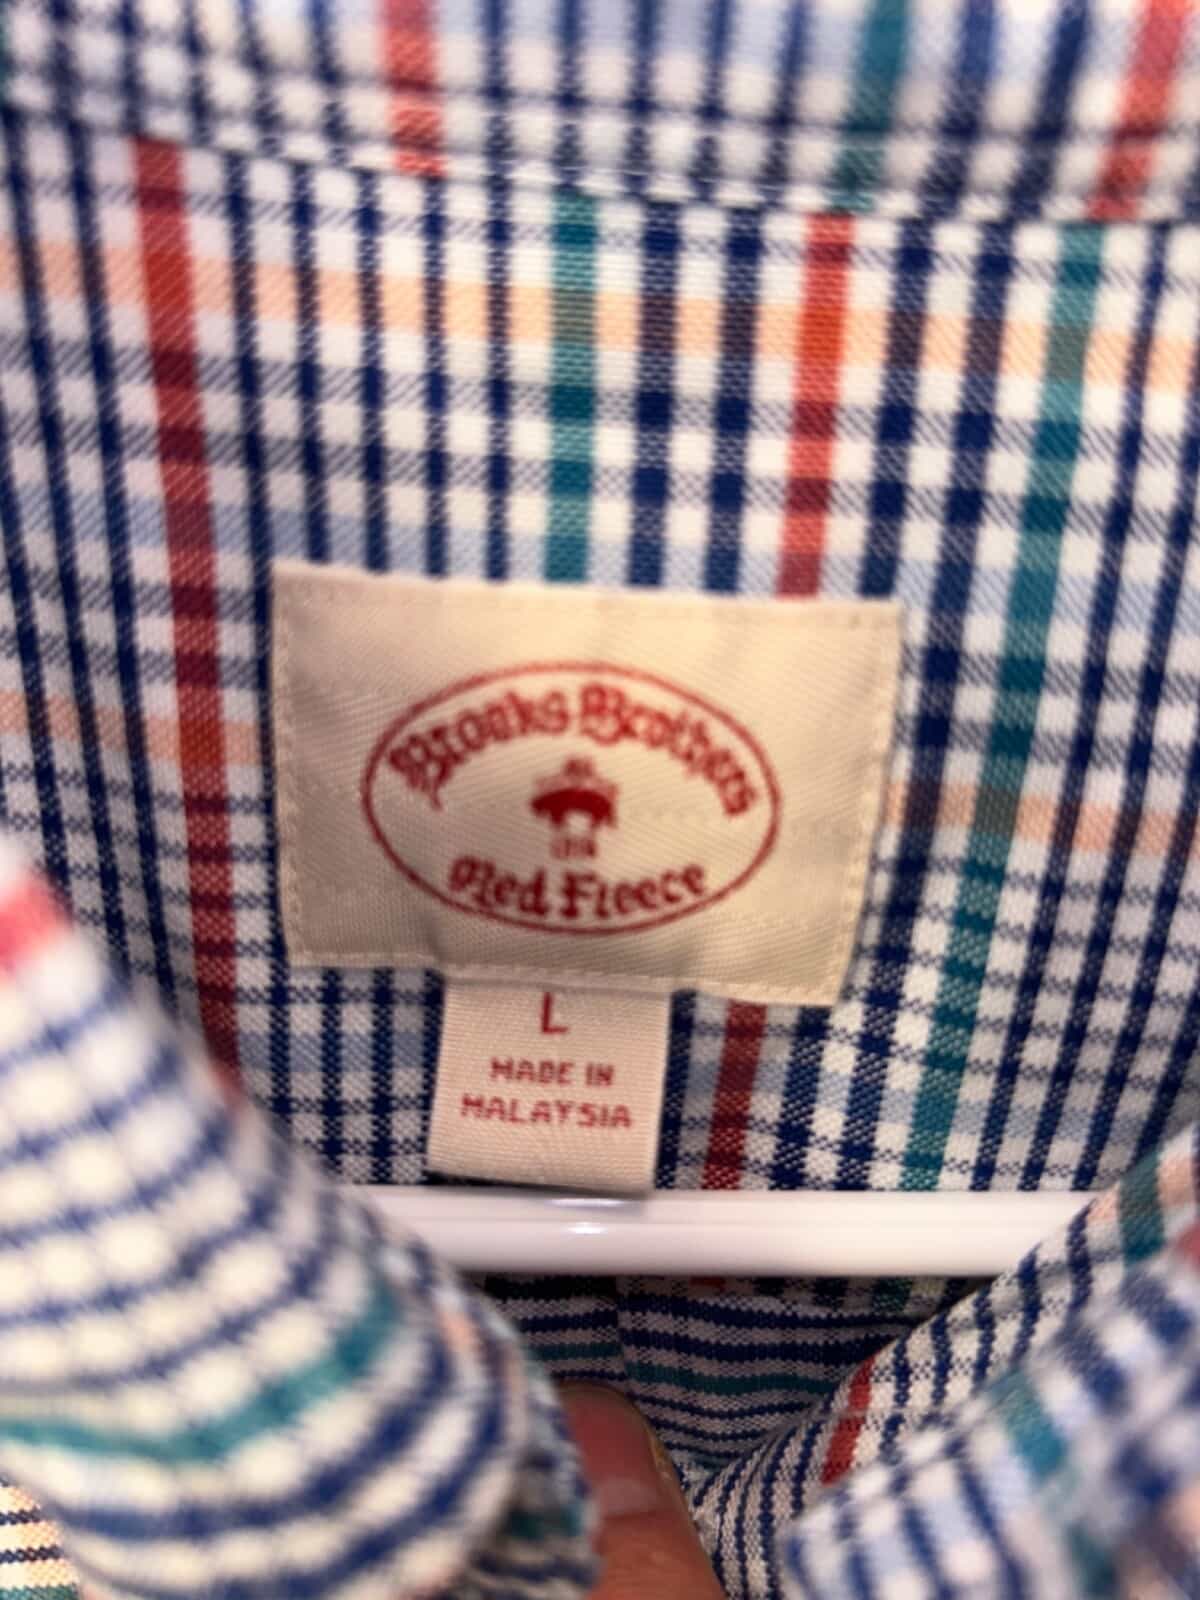 Brooks Brothers
Red Fleece
L
MADE IN
MALAYSIA